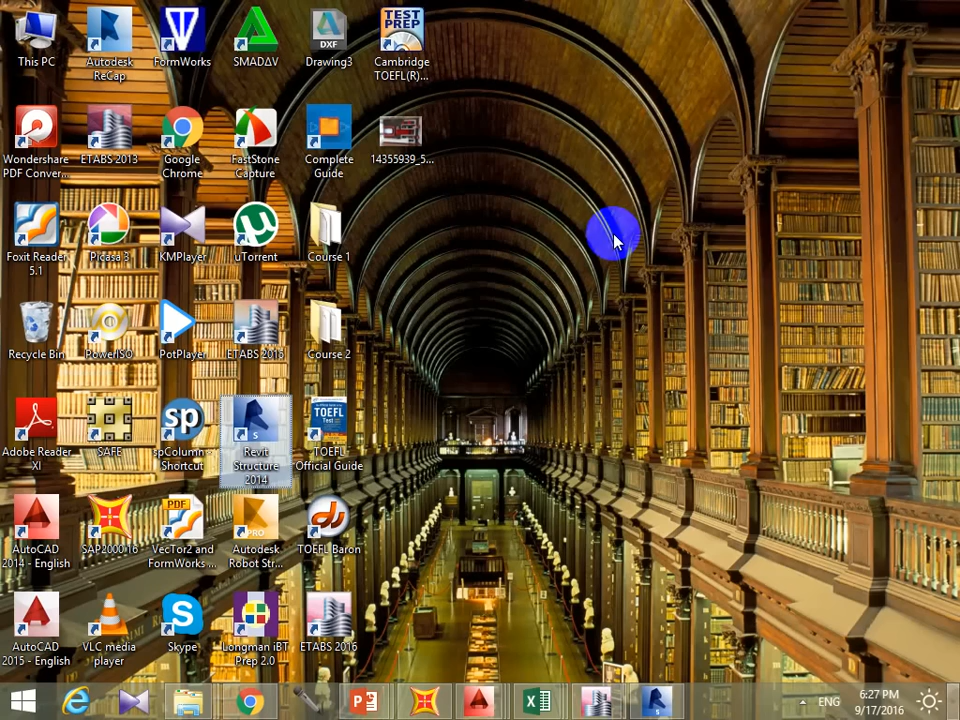 This PC
Autodesk
ReCap
FormWorks
SMADΔV
DXF
Drawing3
TEST
PREP
Cambridge
TOEFL(R)...
Wondershare
PDF Conver...
ETABS 2013
Google
Chrome
FastStone
Capture
Complete
Guide
14355939_5...
Foxit Reader
5.1
Picasa 3
KMPlayer
uTorrent
Course 1
Recycle Bin
PowerISO
PotPlayer
Course 2
Adobe Reader
XI
SAFE
sp
spColumn -
Shortcut
S
Revit
Structure
2014
TOEFL
Test
TOEFL
Official Guide
AutoCAD
2014 - English
SAP2000 16
PDF
VecTor2 and
FormWorks ...
PRO
Autodesk
Robot Str...
TOEFL Baron
AutoCAD
2015 - English
VLC media
player
Skype
Longman iBT
Prep 2.0
ETABS 2016
ENG
6:27 PM
9/17/2016